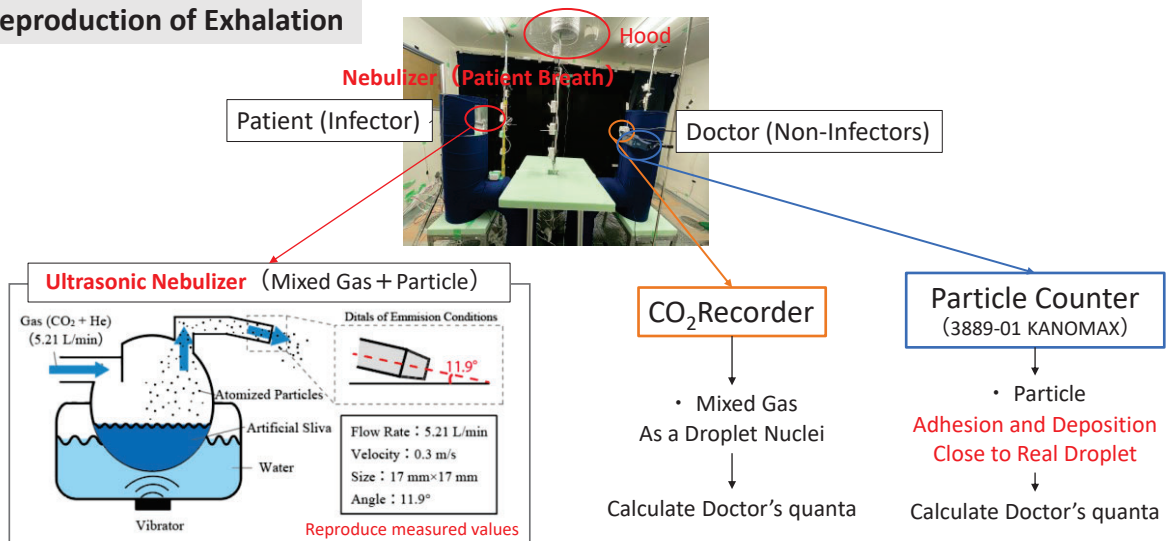 eproduction of Exhalation
Hood
Nebulizer（Patient Breath）
Patient (Infector)
Doctor (Non-Infectors)
Ultrasonic Nebulizer（Mixed Gas＋Particle）
Gas (CO₂ + He)
(5.21 L/min)
Ditals of Emmision Conditions
11.9°
Atomized Particles
Artificial Sliva
Water
Vibrator
Flow Rate：5.21 L/min
Velocity：0.3 m/s
Size：17 mm×17 mm
Angle：11.9°
Reproduce measured values
CO₂Recorder
・ Mixed Gas
As a Droplet Nuclei
Calculate Doctor’s quanta
Particle Counter
（3889-01 KANOMAX）
・ Particle
Adhesion and Deposition
Close to Real Droplet
Calculate Doctor’s quanta